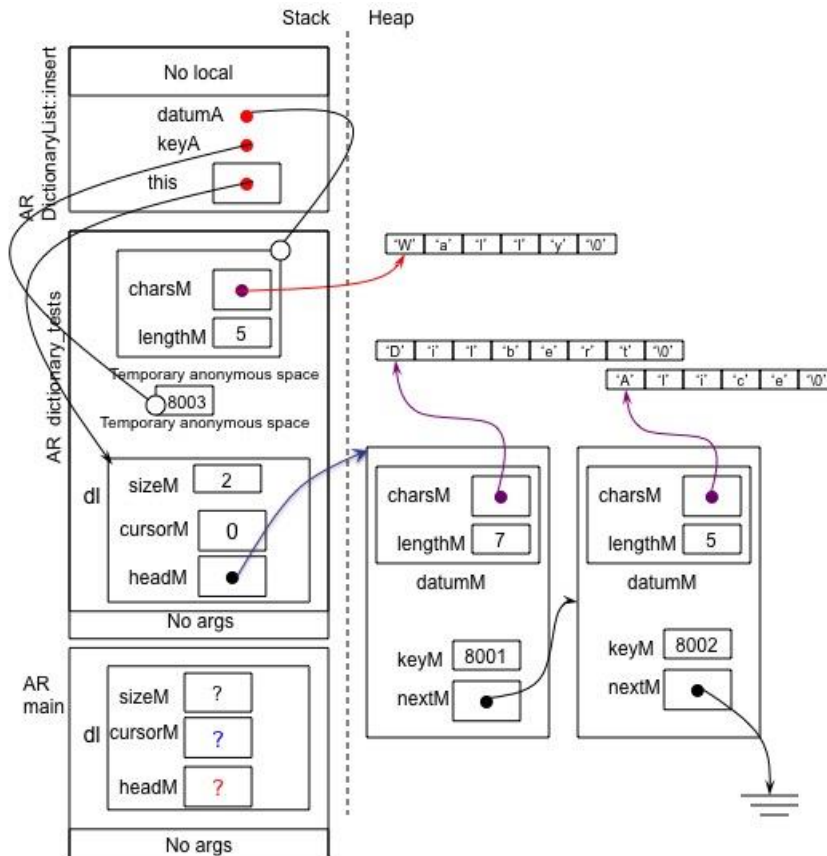 Stack Heap
AR DictionaryList::insert
No local
datumA
keyA
this
AR dictionary_tests
charsM
lengthM 5
Temporary anonymous space
8003
Temporary anonymous space
dl
sizeM 2
cursorM 0
headM
No args
AR main
dl
sizeM ?
cursorM ?
headM ?
No args
‘W’ ‘a’ ‘l’ ‘l’ ‘y’ ‘\0’
‘D’ ‘i’ ‘l’ ‘b’ ‘e’ ‘r’ ‘t’ ‘\0’
‘A’ ‘l’ ‘i’ ‘c’ ‘e’ ‘\0’
charsM
lengthM 7
datumM
keyM 8001
nextM
charsM
lengthM 5
datumM
keyM 8002
nextM